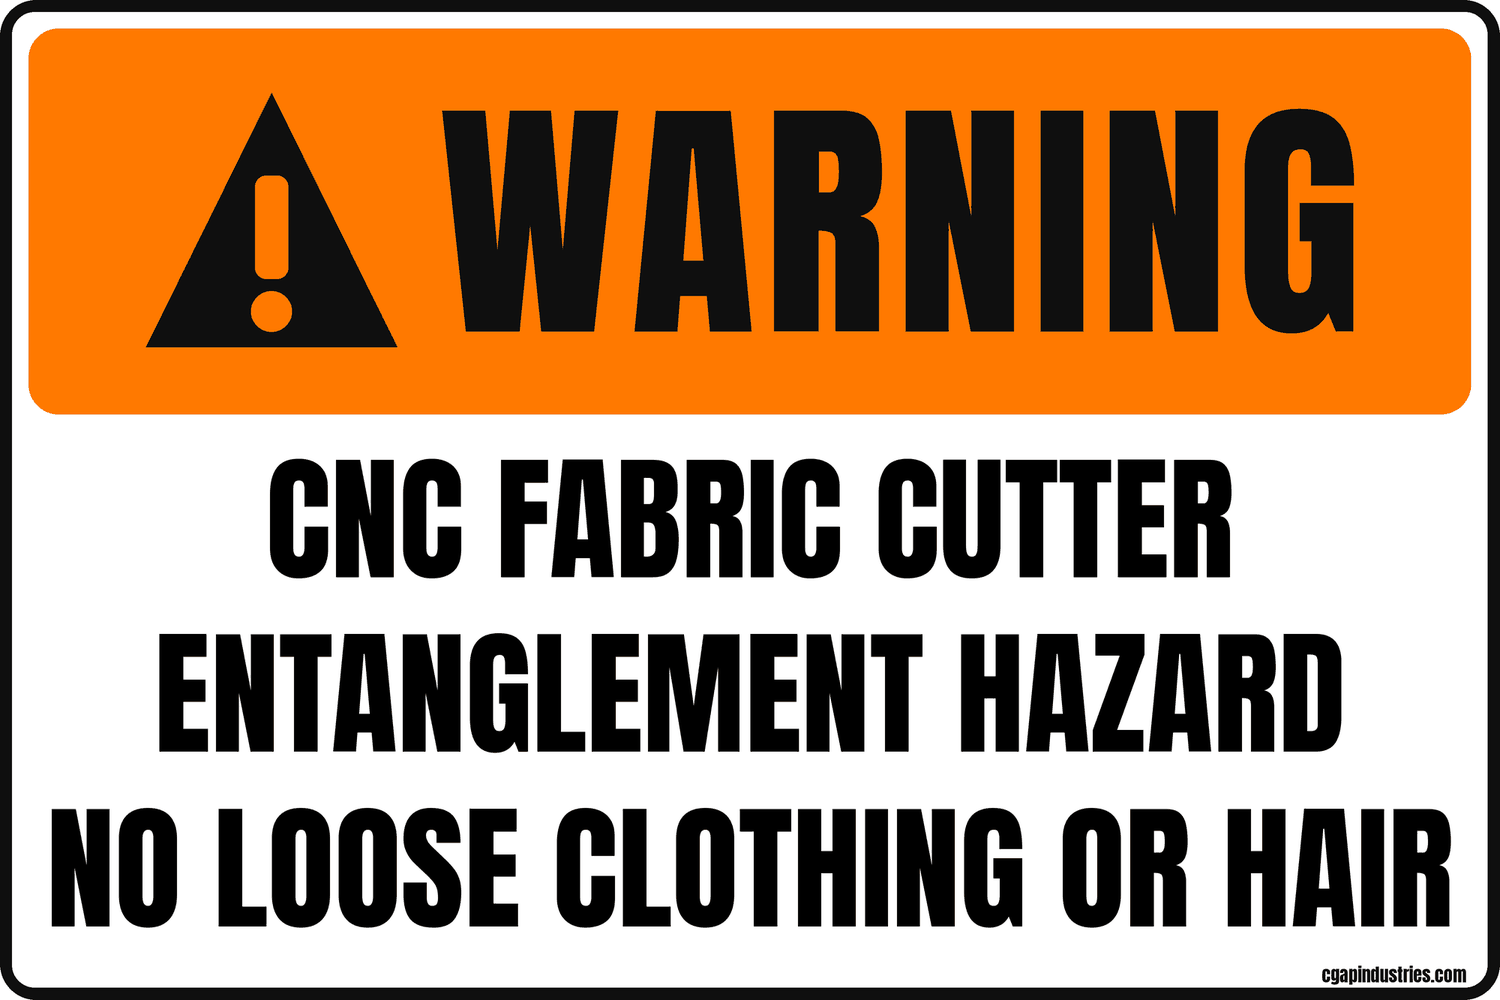 WARNING
CNC FABRIC CUTTER
ENTANGLEMENT HAZARD
NO LOOSE CLOTHING OR HAIR
cgapindustries.com